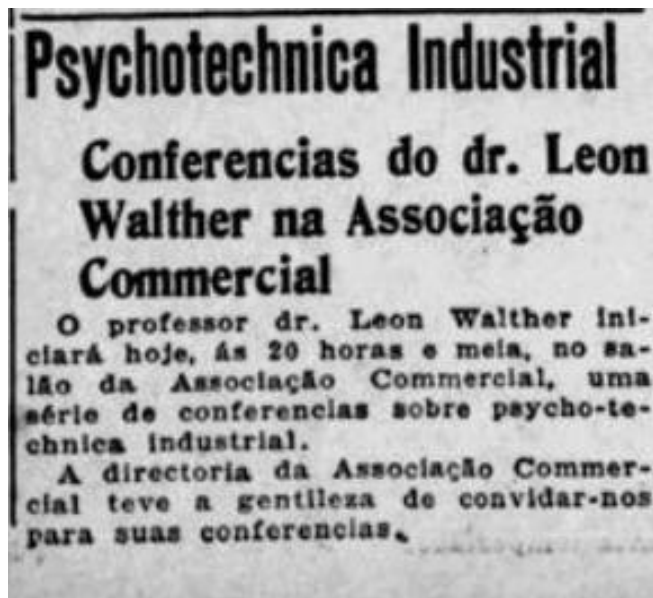 Psychotechnica Industrial
Conferencias do dr. Leon
Walther na Associação
Commercial
O professor dr. Leon Walther ini-
ciará hoje, ás 20 horas e meia, no sa-
lão da Associação Commercial, uma
série de conferencias sobre psycho-te-
chnica industrial.
A directoria da Associação Commer-
cial teve a gentileza de convidar-nos
para suas conferencias.